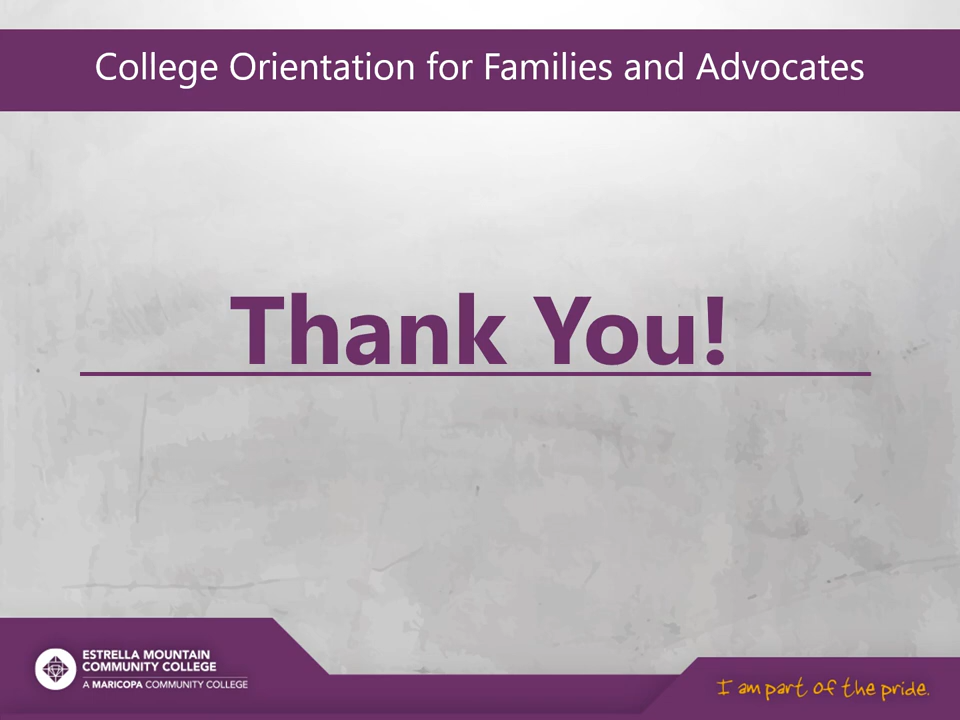 College Orientation for Families and Advocates
Thank You!
ESTRELLA MOUNTAIN
COMMUNITY COLLEGE
A MARICOPA COMMUNITY COLLEGE
I am part of the pride.